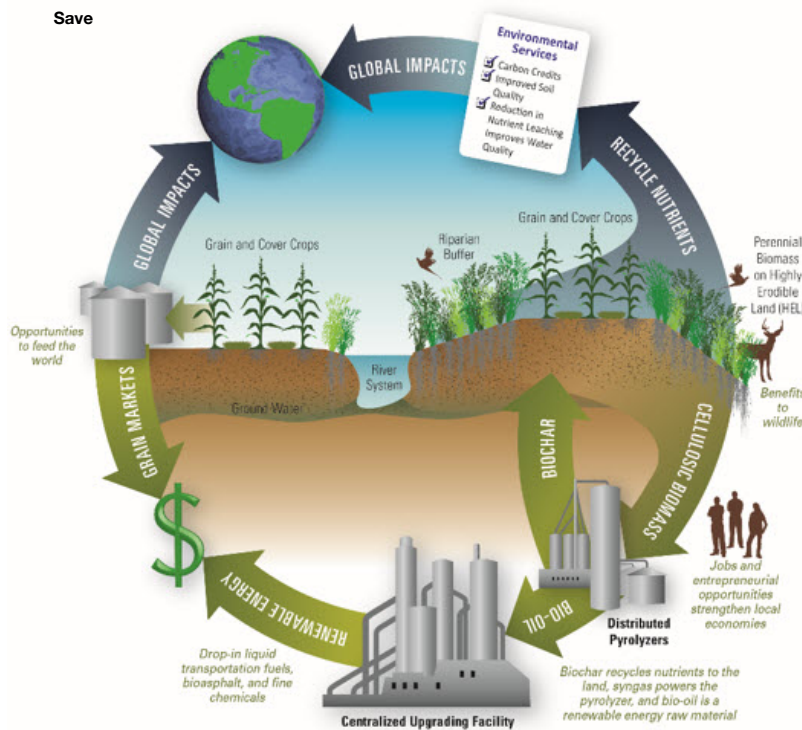 Save
Environmental
Services
Carbon Credits
Improved Soil
Quality
Reduction in
Nutrient Leaching
Improves Water
Quality
GLOBAL IMPACTS
RECYCLE NUTRIENTS
GLOBAL IMPACTS
Grain and Cover Crops
Riparian
Buffer
Grain and Cover Crops
Perennial
Biomass
on Highly
Erodible
Land (HEL)
Opportunities
to feed the
world
River
System
Ground Water
Benefits
to
wildlife
GRAIN MARKETS
BIOCHAR
CELLULOSIC BIOMASS
Jobs and
entrepreneurial
opportunities
strengthen local
economies
RENEWABLE ENERGY
BIO-OIL
Distributed
Pyrolyzers
$
Drop-in liquid
transportation fuels,
bioasphalt, and fine
chemicals
Centralized Upgrading Facility
Biochar recycles nutrients to the
land, syngas powers the
pyrolyzer, and bio-oil is a
renewable energy raw material